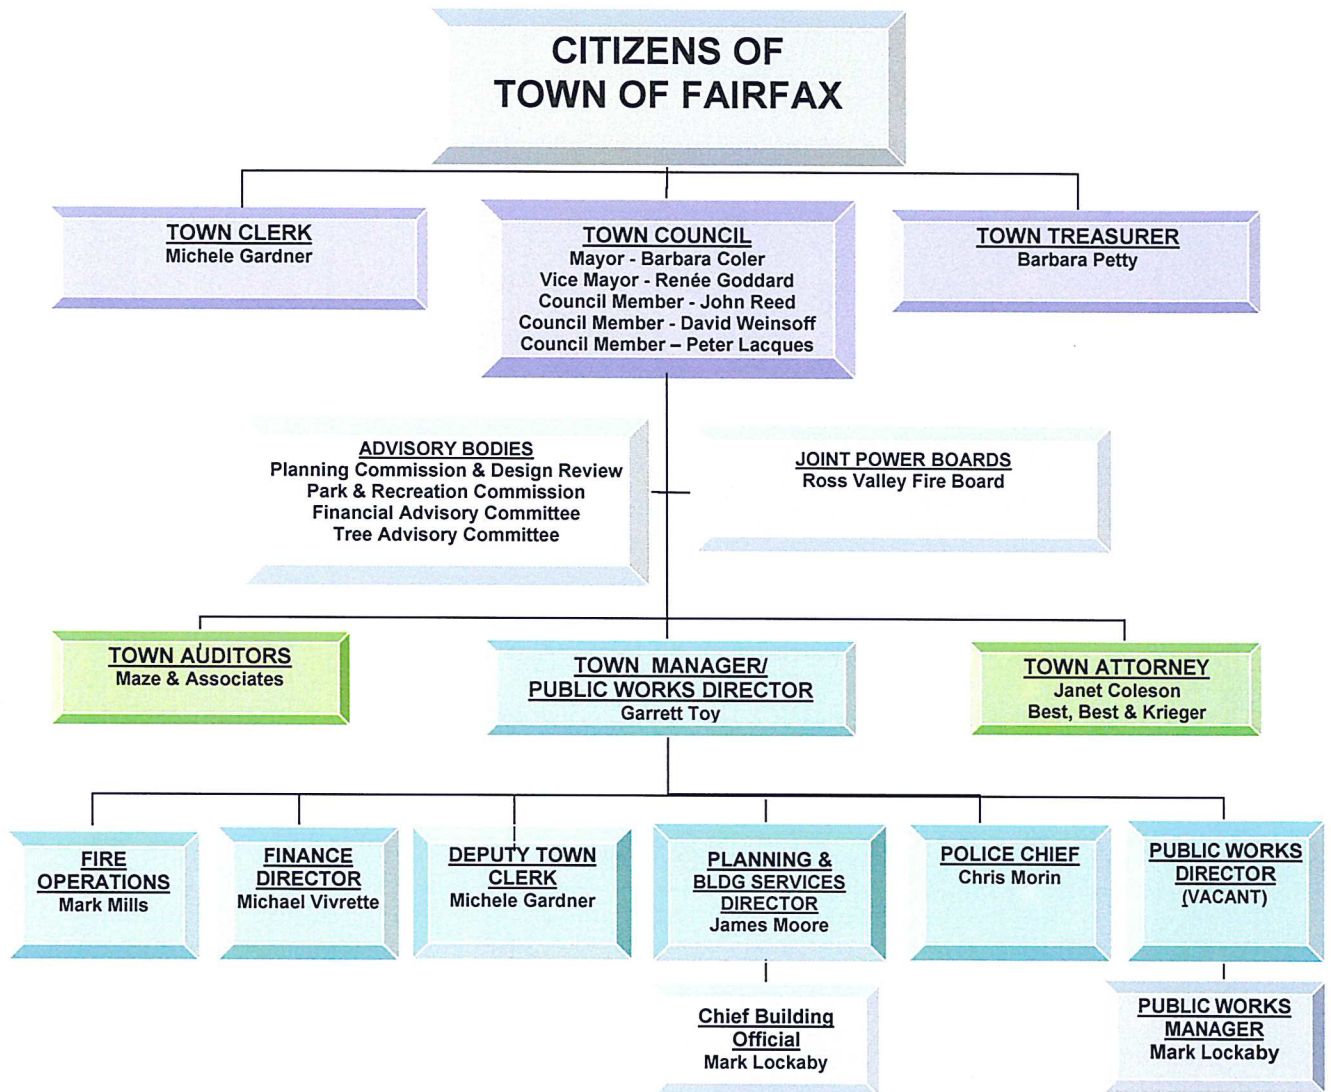 CITIZENS OF
TOWN OF FAIRFAX
TOWN CLERK
Michele Gardner
TOWN COUNCIL
Mayor - Barbara Coler
Vice Mayor - Renée Goddard
Council Member - John Reed
Council Member - David Weinsoff
Council Member – Peter Lacques
TOWN TREASURER
Barbara Petty
ADVISORY BODIES
Planning Commission & Design Review
Park & Recreation Commission
Financial Advisory Committee
Tree Advisory Committee
JOINT POWER BOARDS
Ross Valley Fire Board
TOWN AUDITORS
Maze & Associates
TOWN MANAGER/
PUBLIC WORKS DIRECTOR
Garrett Toy
TOWN ATTORNEY
Janet Coleson
Best, Best & Krieger
FIRE
OPERATIONS
Mark Mills
FINANCE
DIRECTOR
Michael Vivrette
DEPUTY TOWN
CLERK
Michele Gardner
PLANNING &
BLDG SERVICES
DIRECTOR
James Moore
POLICE CHIEF
Chris Morin
PUBLIC WORKS
DIRECTOR
(VACANT)
Chief Building
Official
Mark Lockaby
PUBLIC WORKS
MANAGER
Mark Lockaby